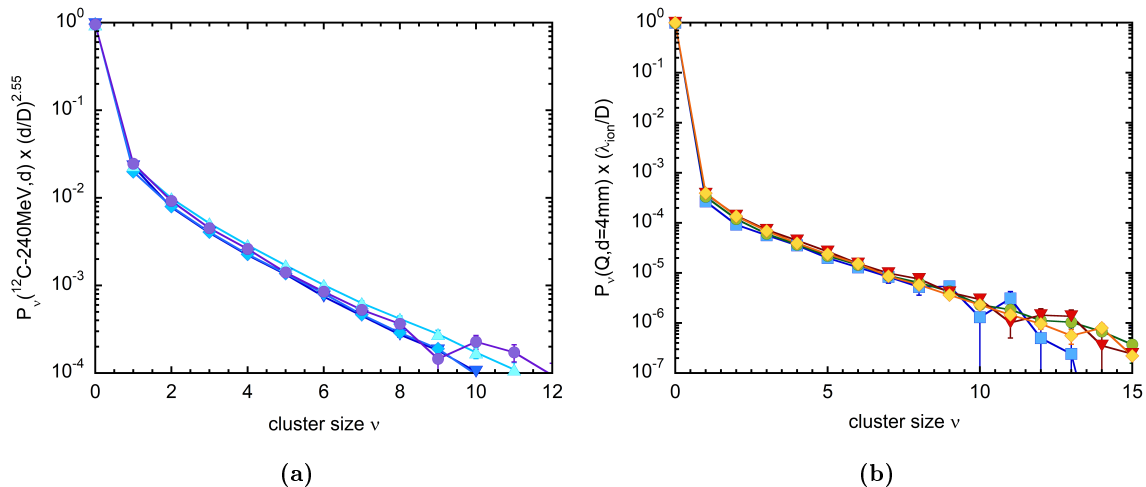 10^0
10^-1
10^-2
10^-3
10^-4
0 2 4 6 8 10 12
P_ν(^12C-240MeV,d) x (d/D)^2.55
cluster size ν
(a)
10^0
10^-1
10^-2
10^-3
10^-4
10^-5
10^-6
10^-7
0 5 10 15
P_ν(Q,d=4mm) x (λ_ion/D)
cluster size ν
(b)